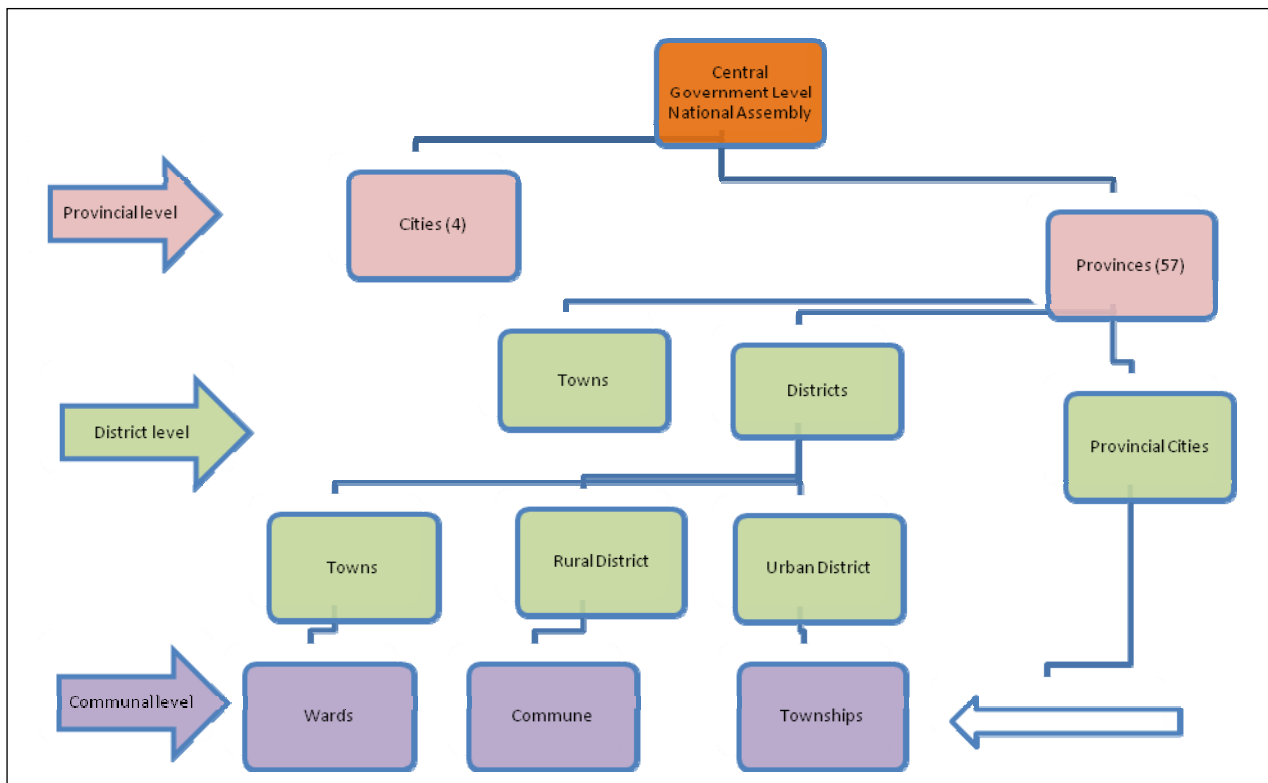 Central
Government Level
National Assembly
Provincial level
Cities (4)
Provinces (57)
Towns
Districts
District level
Provincial Cities
Towns
Rural District
Urban District
Communal level
Wards
Commune
Townships